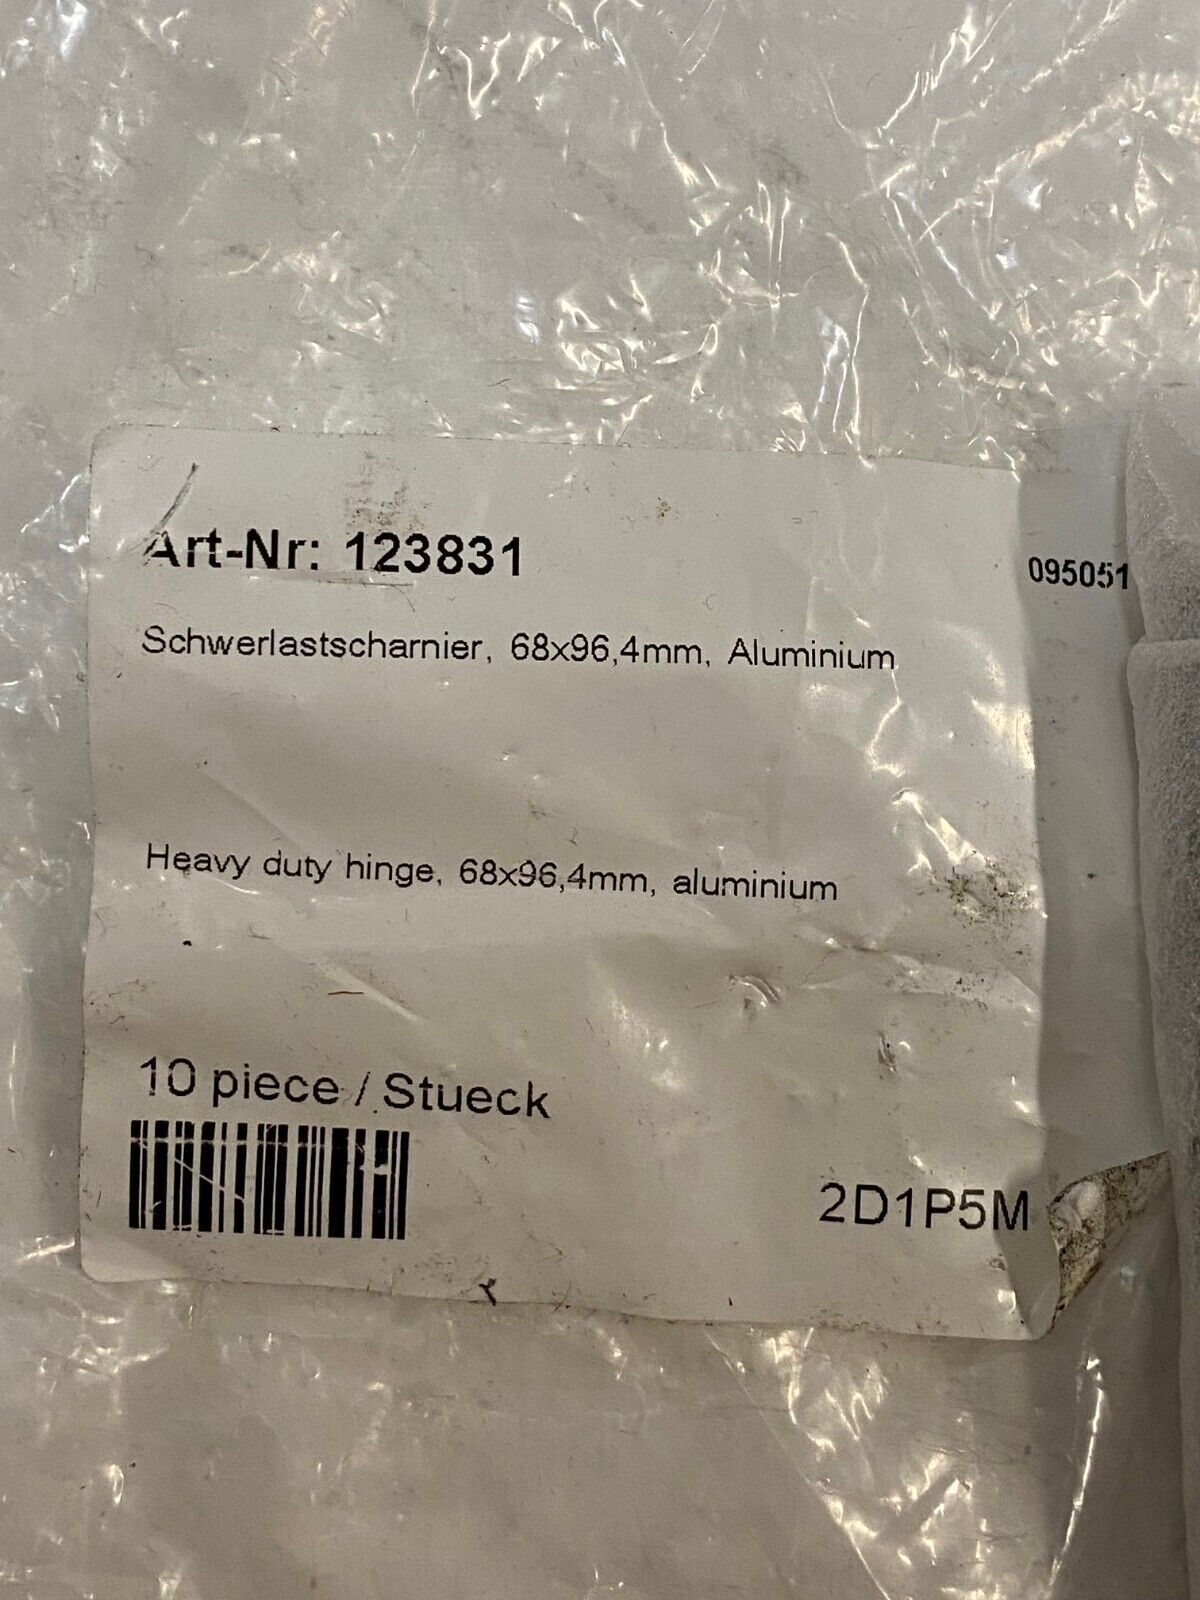 Art-Nr: 123831
095051
Schwerlastscharnier, 68x96,4mm, Aluminium
Heavy duty hinge, 68x96,4mm, aluminium
10 piece / Stueck
2D1P5M